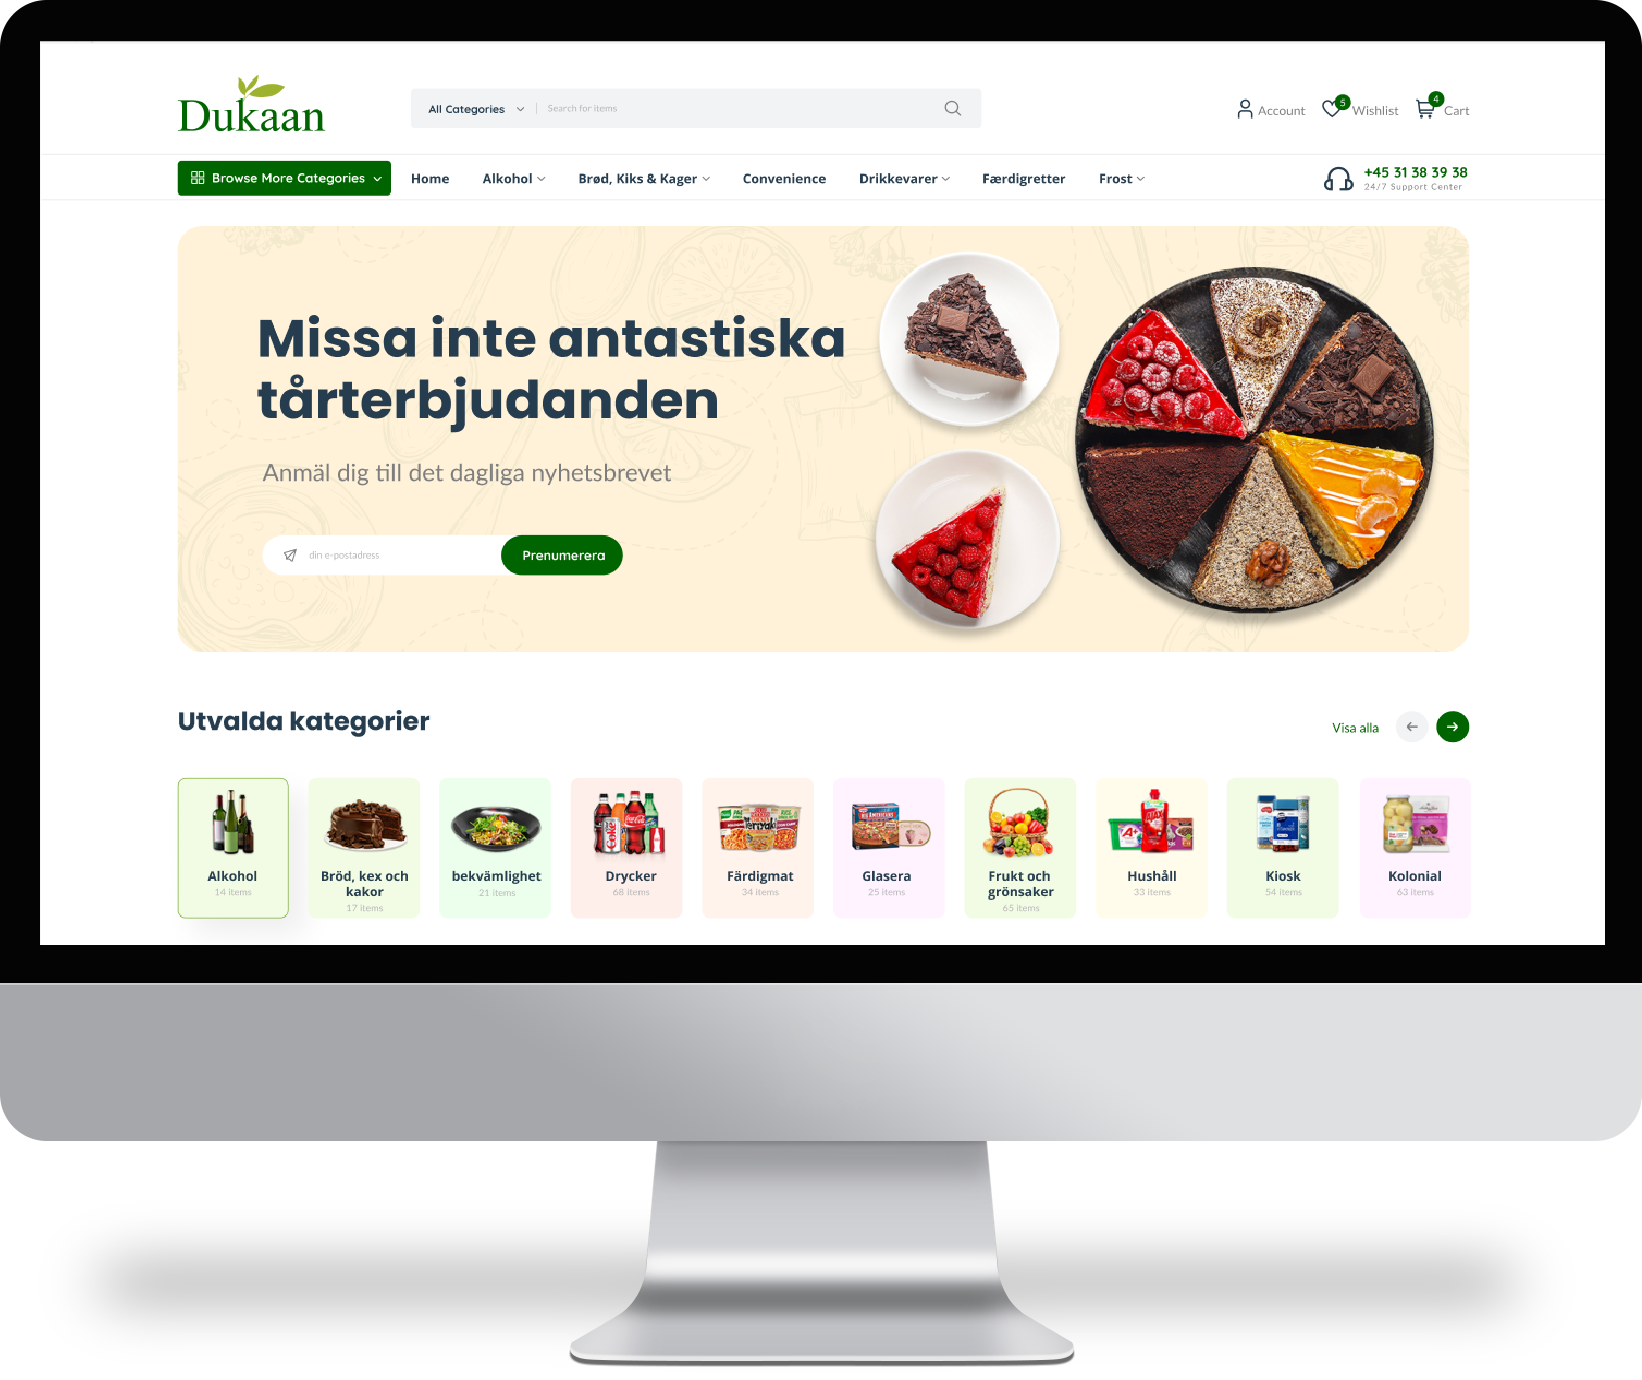 Dukaan
All Categories
Search for items
Account
5
Wishlist
4
Cart
Browse More Categories
Home
Alkohol
Brød, Kiks & Kager
Convenience
Drikkevarer
Færdigretter
Frost
+45 31 38 39 38
24/7 Support Center
Missa inte antastiska
tårterbjudanden
Anmäl dig till det dagliga nyhetsbrevet
din e-postadress
Prenumerera
Utvalda kategorier
Visa alla
Alkohol
14 items
Bröd, kex och
kakor
17 items
bekvämlighet
21 items
Drycker
68 items
Färdigmat
34 items
Glasera
25 items
Frukt och
grönsaker
65 items
Hushåll
33 items
Kiosk
54 items
Kolonial
63 items